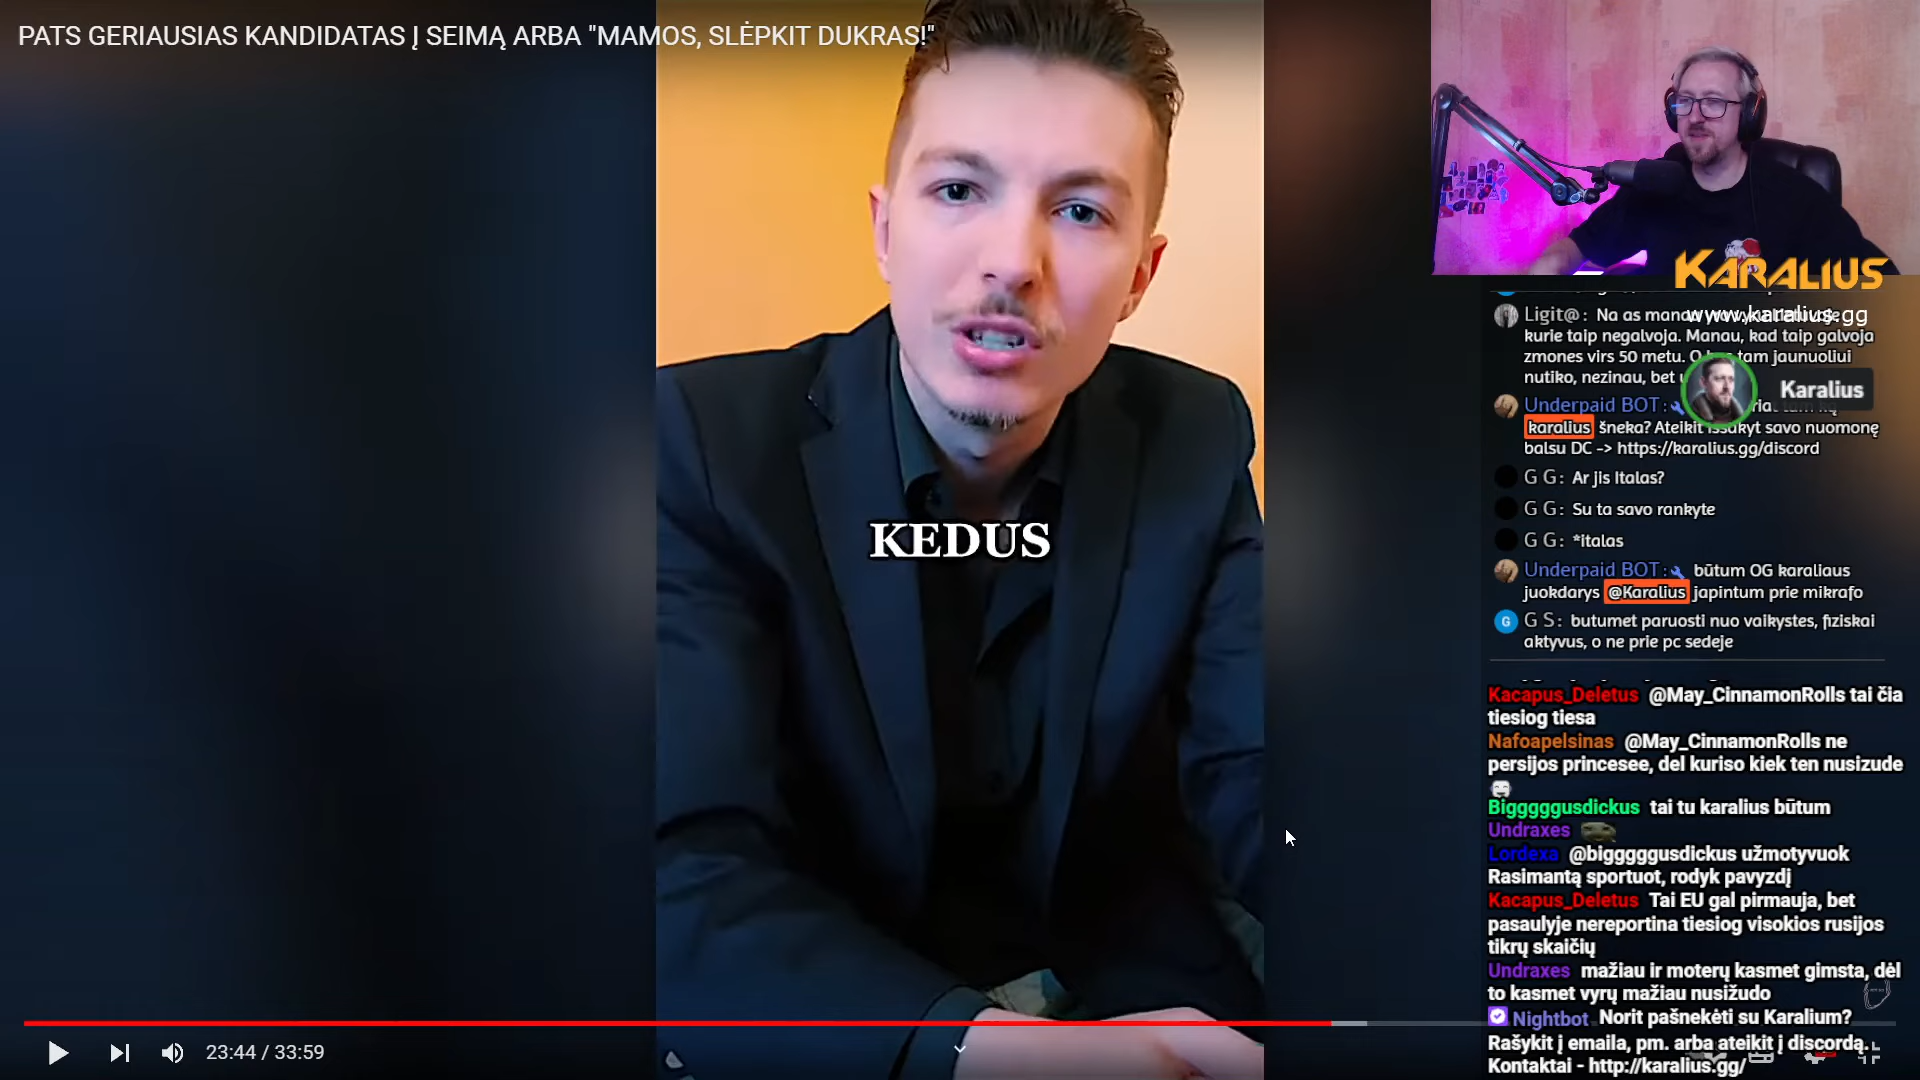 PATS GERIAUSIAS KANDIDATAS Į SEIMĄ ARBA "MAMOS, SLĖPKIT DUKRAS!"
KEDUS
23:44 / 33:59
KARALIUS
www.karalius.gg
Karalius
Ligit@: Na as manau
kurie taip negalvoja. Manau, kad taip galvoja
zmones virs 50 metu. O tam jaunuoliui
nutiko, nezinau, bet
Underpaid BOT:
karalius šneka? Ateikit išsakyt savo nuomonę
balsu DC -> https://karalius.gg/discord
G G: Ar jis Italas?
G G: Su ta savo rankyte
G G: *italas
Underpaid BOT: būtum OG karaliaus
juokdarys @Karalius japintum prie mikrafo
G
G S: butumet paruosti nuo vaikystes, fiziskai
aktyvus, o ne prie pc sedeje
Kacapus_Deletus @May_CinnamonRolls tai čia
tiesiog tiesa
Nafoapelsinas @May_CinnamonRolls ne
persijos princesee, del kuriso kiek ten nusizude
Bigggggusdickus tai tu karalius būtum
Undraxes
Lordexa @bigggggusdickus užmotyvuok
Rasimantą sportuot, rodyk pavyzdį
Kacapus_Deletus Tai EU gal pirmauja, bet
pasaulyje nereportina tiesiog visokios rusijos
tikrų skaičių
Undraxes mažiau ir moterų kasmet gimsta, dėl
to kasmet vyrų mažiau nusižudo
Nightbot Norit pašnekėti su Karalium?
Rašykit į emaila, pm. arba ateikit į discordą.
Kontaktai - http://karalius.gg/